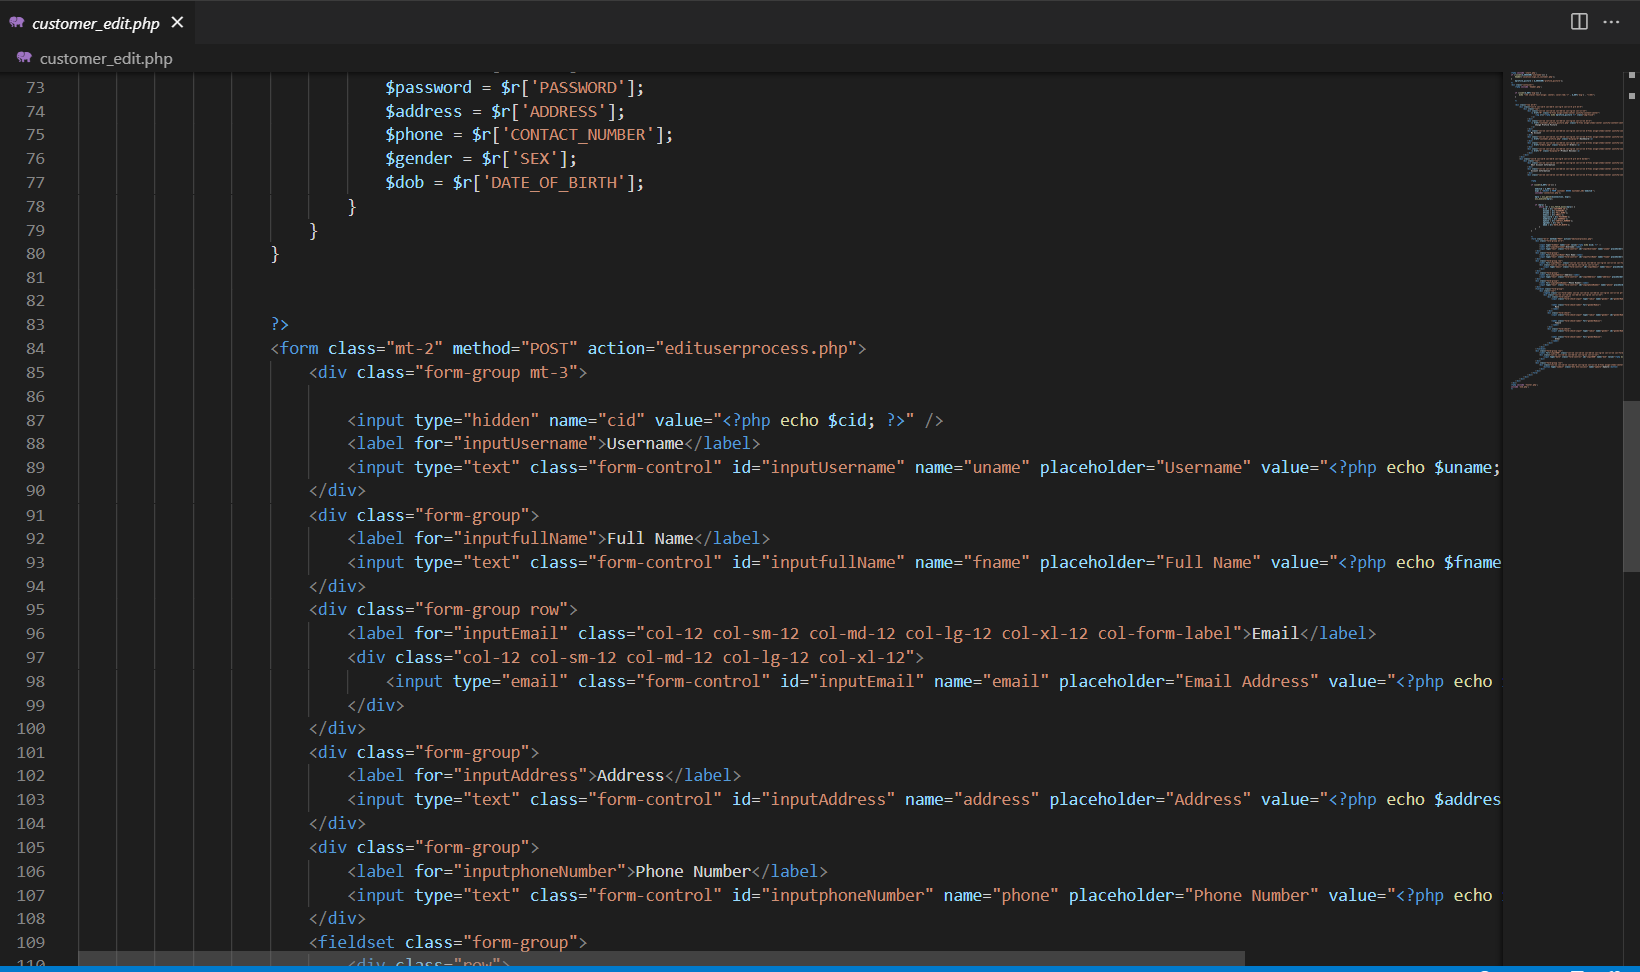 customer_edit.php
customer_edit.php
73 $password = $r['PASSWORD'];
74 $address = $r['ADDRESS'];
75 $phone = $r['CONTACT_NUMBER'];
76 $gender = $r['SEX'];
77 $dob = $r['DATE_OF_BIRTH'];
78 }
79 }
80 }
81
82
83 ?>
84 <form class="mt-2" method="POST" action="edituserprocess.php">
85 <div class="form-group mt-3">
86
87 <input type="hidden" name="cid" value="<?php echo $cid; ?>" />
88 <label for="inputUsername">Username</label>
89 <input type="text" class="form-control" id="inputUsername" name="uname" placeholder="Username" value="<?php echo $uname;
90 </div>
91 <div class="form-group">
92 <label for="inputfullName">Full Name</label>
93 <input type="text" class="form-control" id="inputfullName" name="fname" placeholder="Full Name" value="<?php echo $fname
94 </div>
95 <div class="form-group row">
96 <label for="inputEmail" class="col-12 col-sm-12 col-md-12 col-lg-12 col-xl-12 col-form-label">Email</label>
97 <div class="col-12 col-sm-12 col-md-12 col-lg-12 col-xl-12">
98 <input type="email" class="form-control" id="inputEmail" name="email" placeholder="Email Address" value="<?php echo
99 </div>
100 </div>
101 <div class="form-group">
102 <label for="inputAddress">Address</label>
103 <input type="text" class="form-control" id="inputAddress" name="address" placeholder="Address" value="<?php echo $addres
104 </div>
105 <div class="form-group">
106 <label for="inputphoneNumber">Phone Number</label>
107 <input type="text" class="form-control" id="inputphoneNumber" name="phone" placeholder="Phone Number" value="<?php echo
108 </div>
109 <fieldset class="form-group">
110 <div class="row">